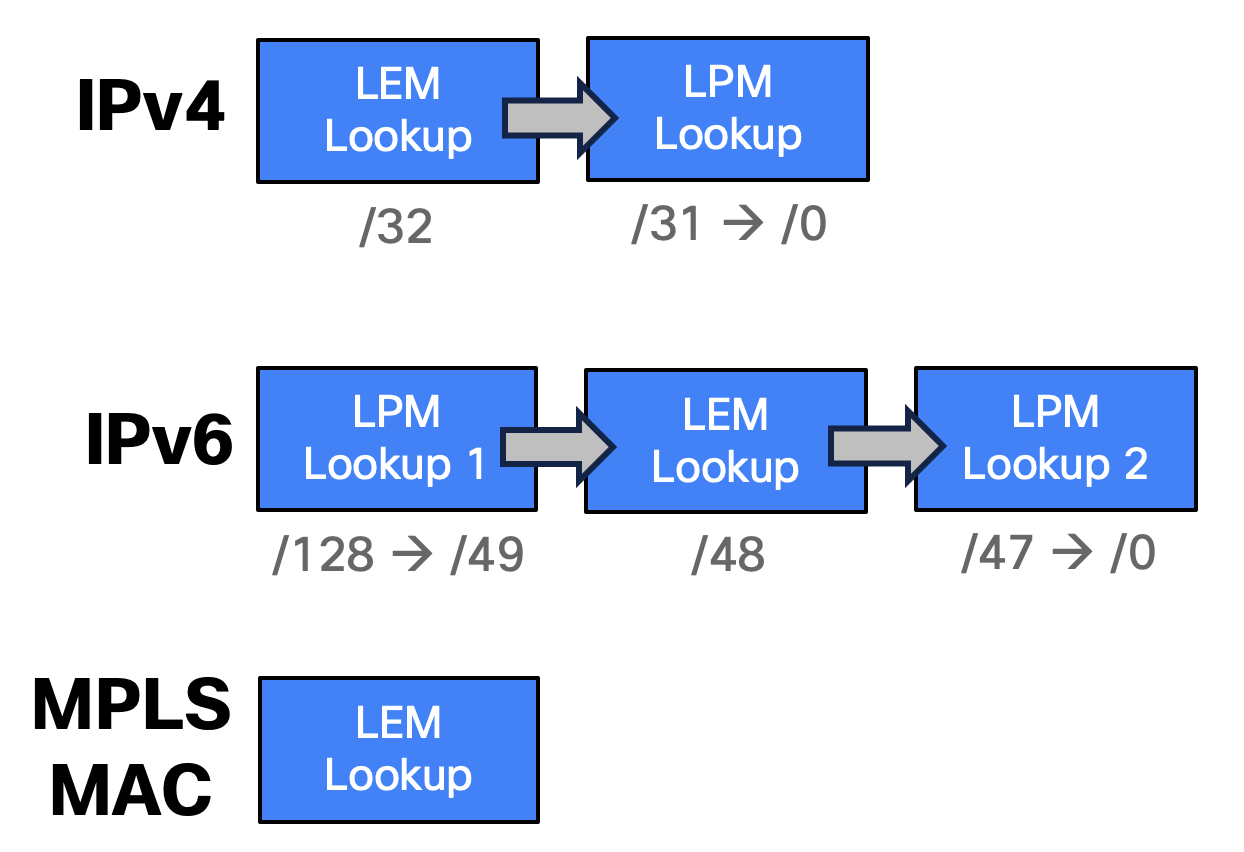 IPv4
LEM
Lookup
LPM
Lookup
/32
/31 → /0
IPv6
LPM
Lookup 1
LEM
Lookup
LPM
Lookup 2
/128 → /49
/48
/47 → /0
MPLS
MAC
LEM
Lookup